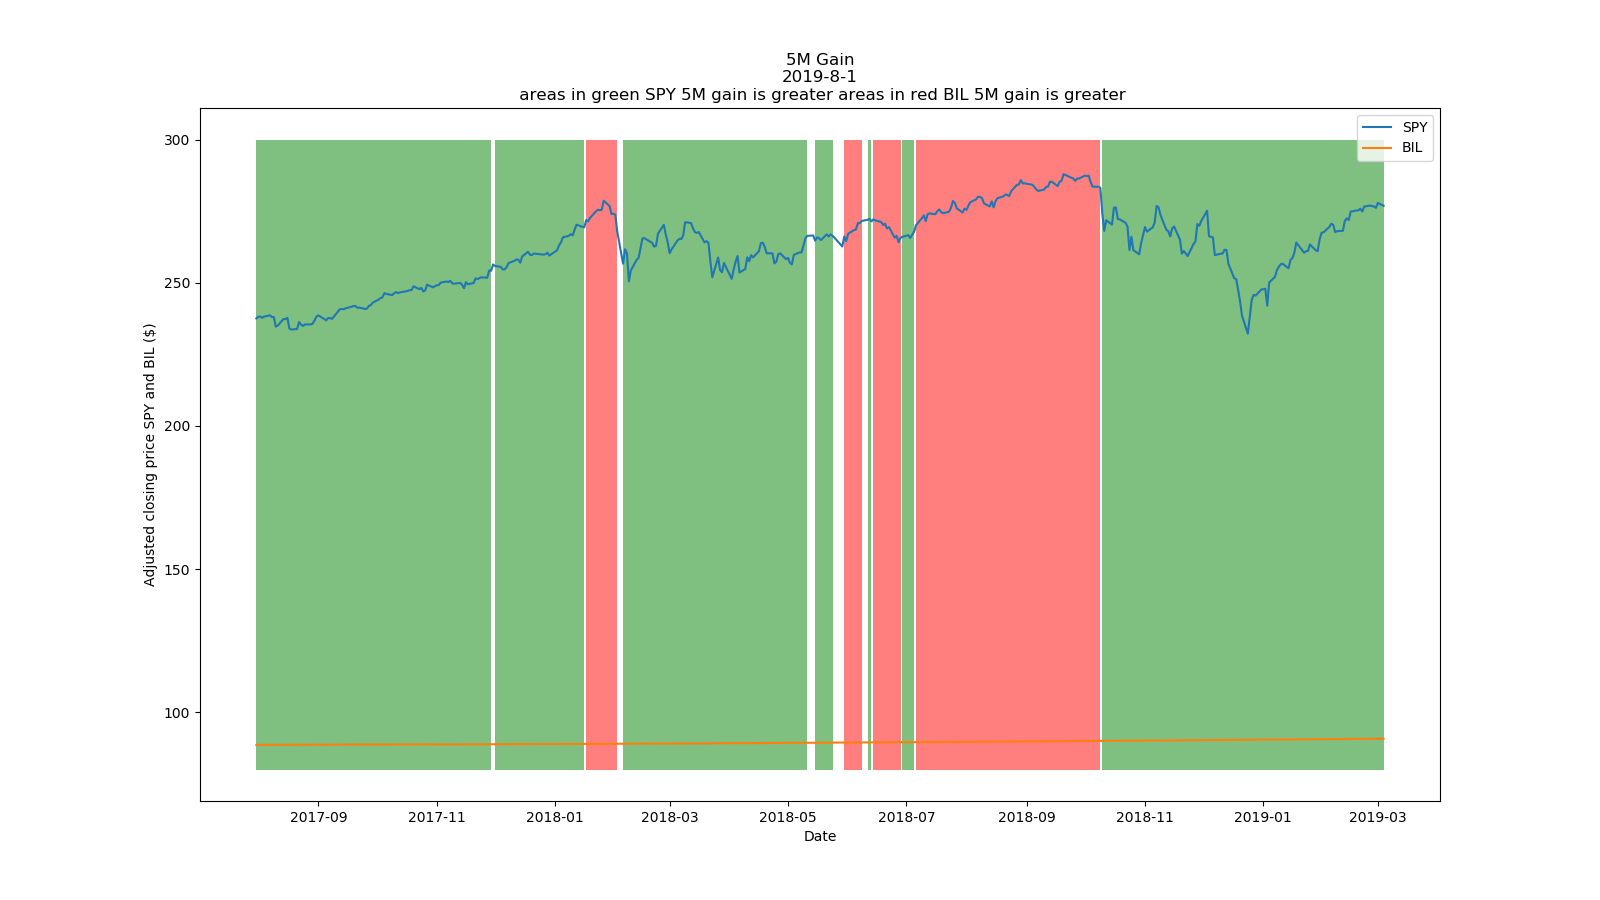 5M Gain
2019-8-1
areas in green SPY 5M gain is greater areas in red BIL 5M gain is greater
SPY
BIL
300
250
200
150
100
Adjusted closing price SPY and BIL ($)
2017-09 2017-11 2018-01 2018-03 2018-05 2018-07 2018-09 2018-11 2019-01 2019-03
Date